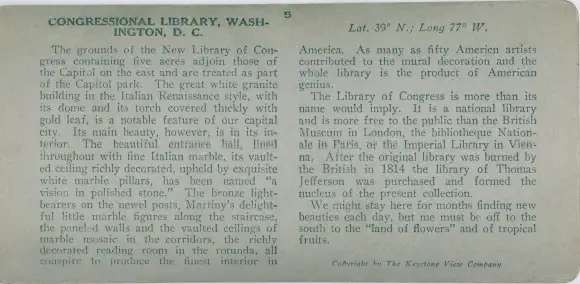 5
CONGRESSIONAL LIBRARY, WASH-
INGTON, D. C.
The grounds of the New Library of Con-
gress containing five acres adjoin those of
the Capitol on the east and are treated as part
of the Capitol park. The great white granite
building in the Italian Renaissance style, with
its dome and its torch covered thickly with
gold leaf, is a notable feature of our capital
city. Its main beauty, however, is in its in-
terior. The beautiful entrance hall, lined
throughout with fine Italian marble, its vault-
ed ceiling richly decorated, upheld by exquisite
white marble pillars, has been named "a
vision in polished stone." The bronze light-
bearers on the newel posts, Martiny's delight-
ful little marble figures along the staircase,
the paneled walls and the vaulted ceilings of
marble mosaic in the corridors, the richly
decorated reading room in the rotunda, all
conspire to produce the finest interior in
Lat. 39° N.; Long 77° W.
America. As many as fifty American artists
contributed to the mural decoration and the
whole library is the product of American
genius.
The Library of Congress is more than its
name would imply. It is a national library
and is more free to the public than the British
Museum in London, the bibliotheque Nation-
ale in Paris, or the Imperial Library in Vien-
na. After the original library was burned by
the British in 1814 the library of Thomas
Jefferson was purchased and formed the
nucleus of the present collection.
We might stay here for months finding new
beauties each day, but me must be off to the
south to the "land of flowers" and of tropical
fruits.
Copyright by The Keystone View Company